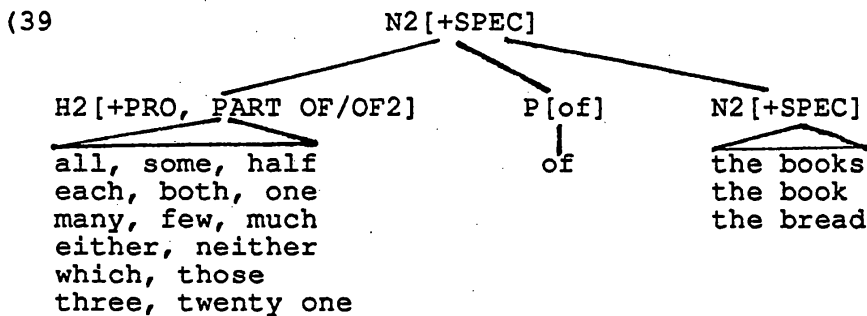 (39 N2[+SPEC]
H2[+PRO, PART OF/OF2] P[of] N2[+SPEC]
all, some, half of the books
each, both, one the book
many, few, much the bread
either, neither
which, those
three, twenty one